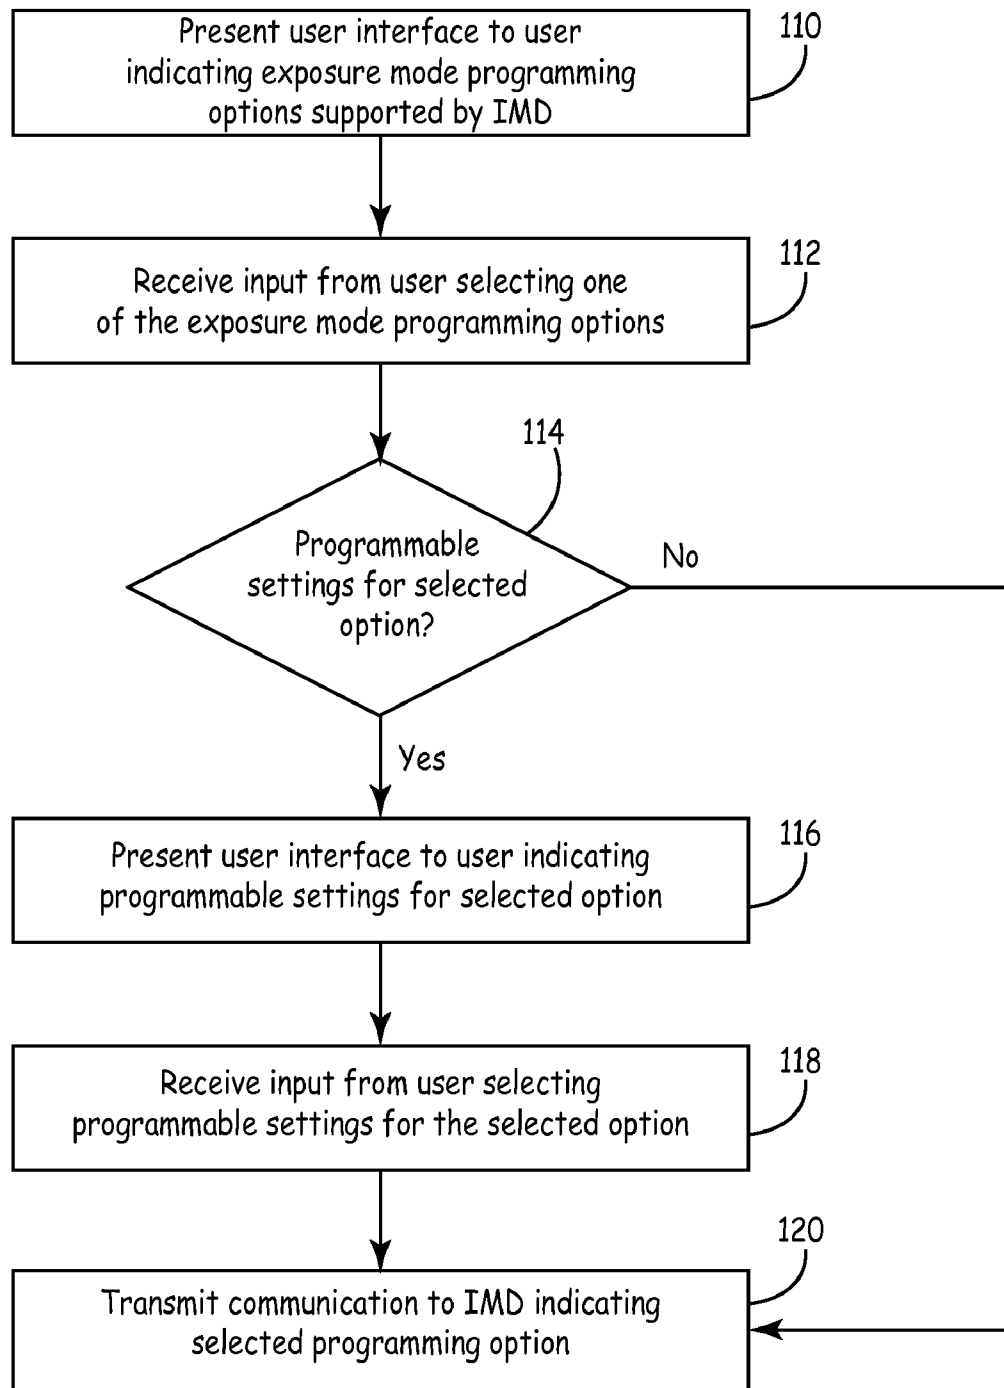 Present user interface to user
indicating exposure mode programming
options supported by IMD
110
Receive input from user selecting one
of the exposure mode programming options
112
114
Programmable
settings for selected
option?
No
Yes
Present user interface to user indicating
programmable settings for selected option
116
Receive input from user selecting
programmable settings for the selected option
118
120
Transmit communication to IMD indicating
selected programming option